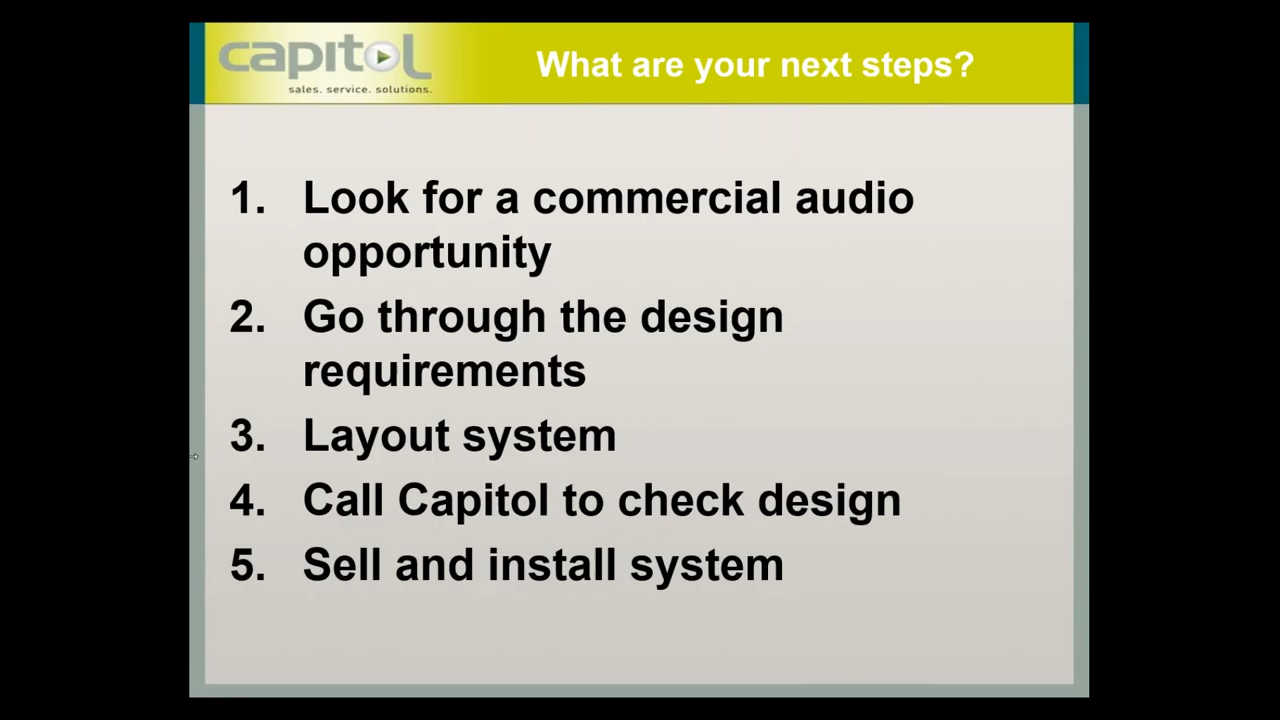 capitol
sales. service. solutions.
What are your next steps?
1. Look for a commercial audio
opportunity
2. Go through the design
requirements
3. Layout system
4. Call Capitol to check design
5. Sell and install system